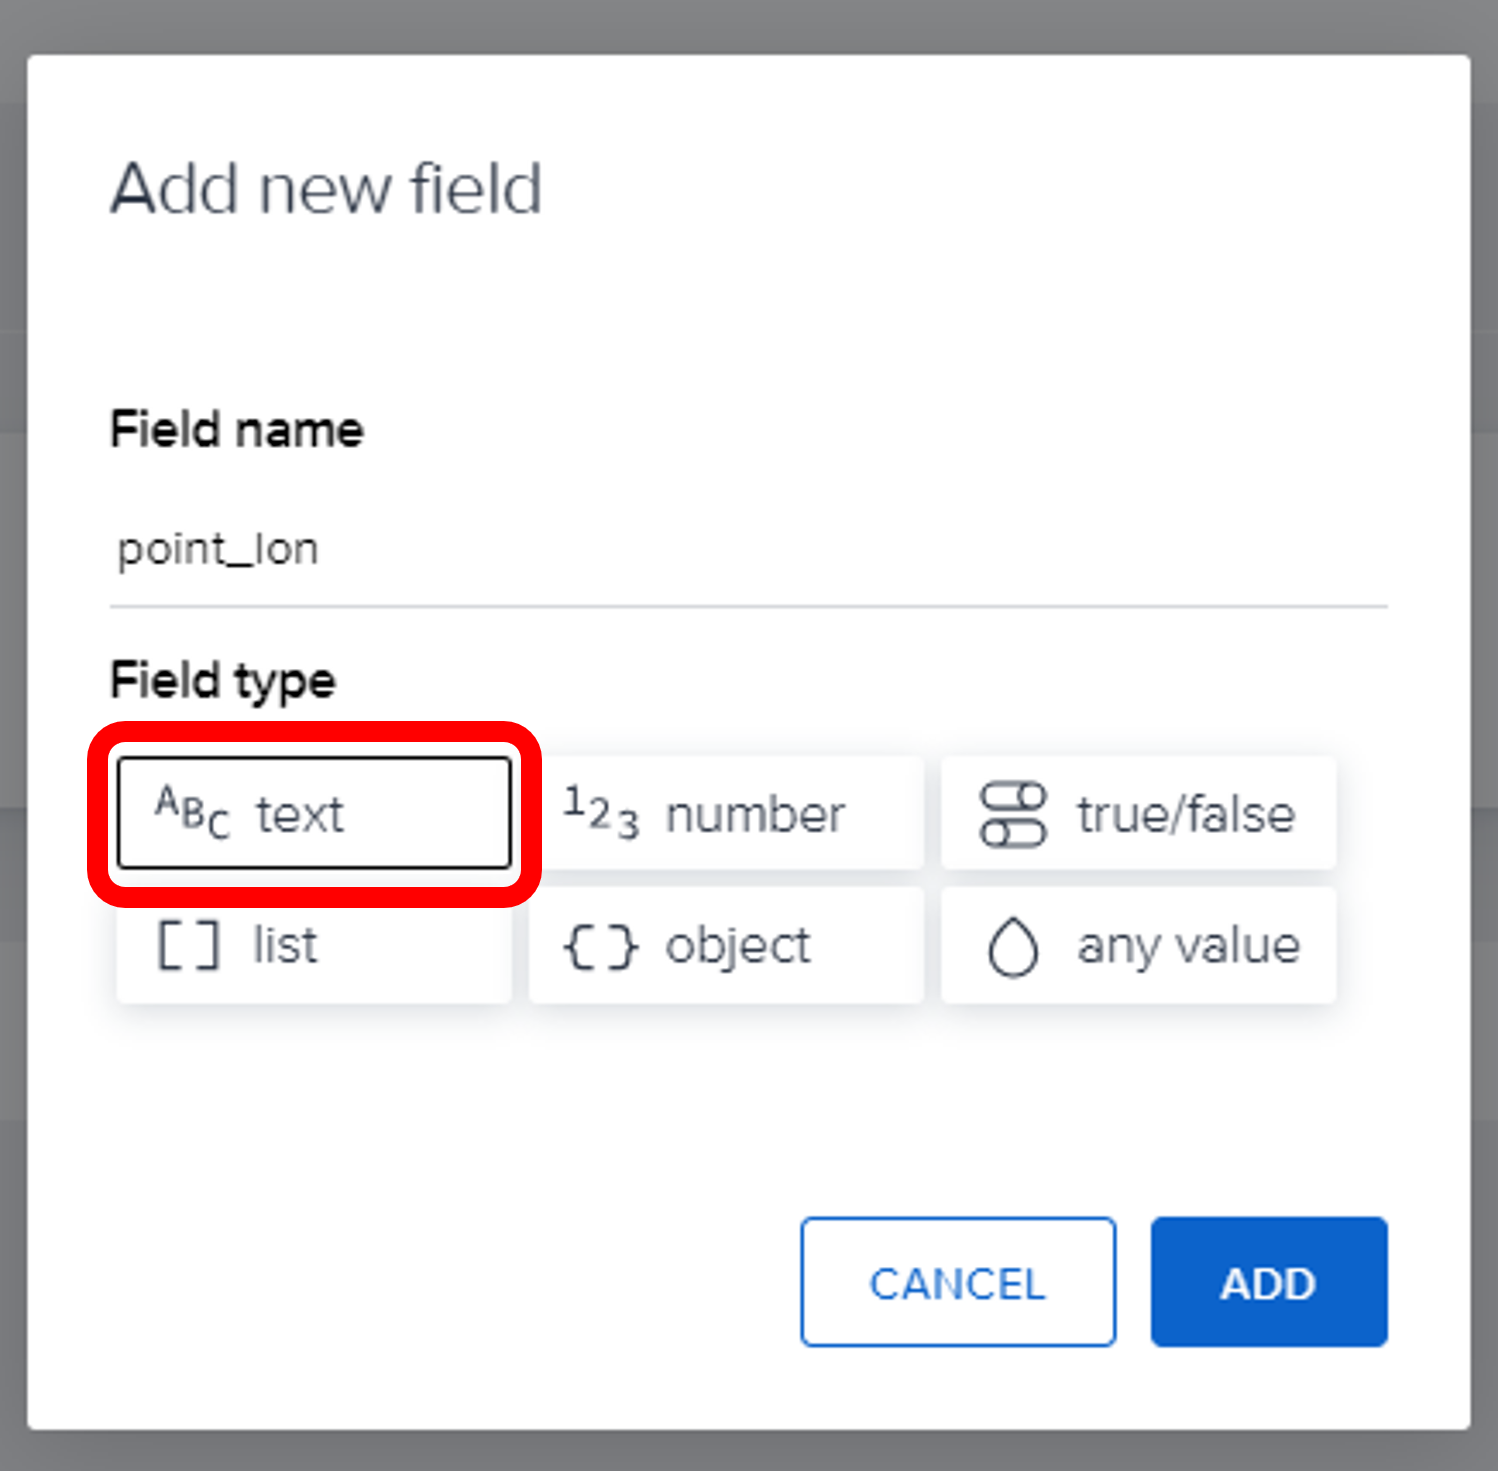 Add new field
Field name
point_lon
Field type
ABC text
123 number
true/false
[] list
{} object
any value
CANCEL
ADD